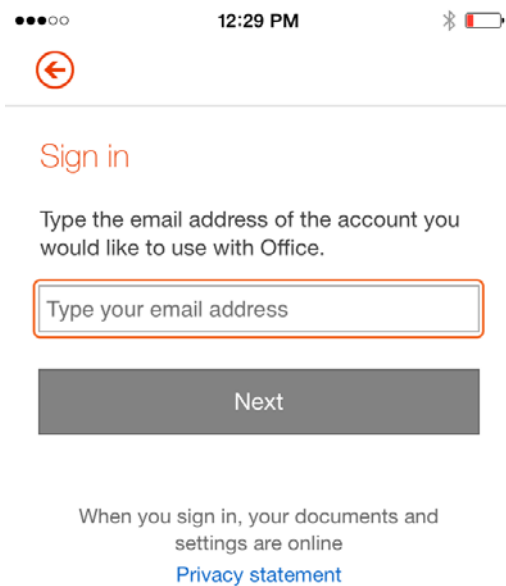 12:29 PM
Sign in
Type the email address of the account you
would like to use with Office.
Type your email address
Next
When you sign in, your documents and
settings are online
Privacy statement